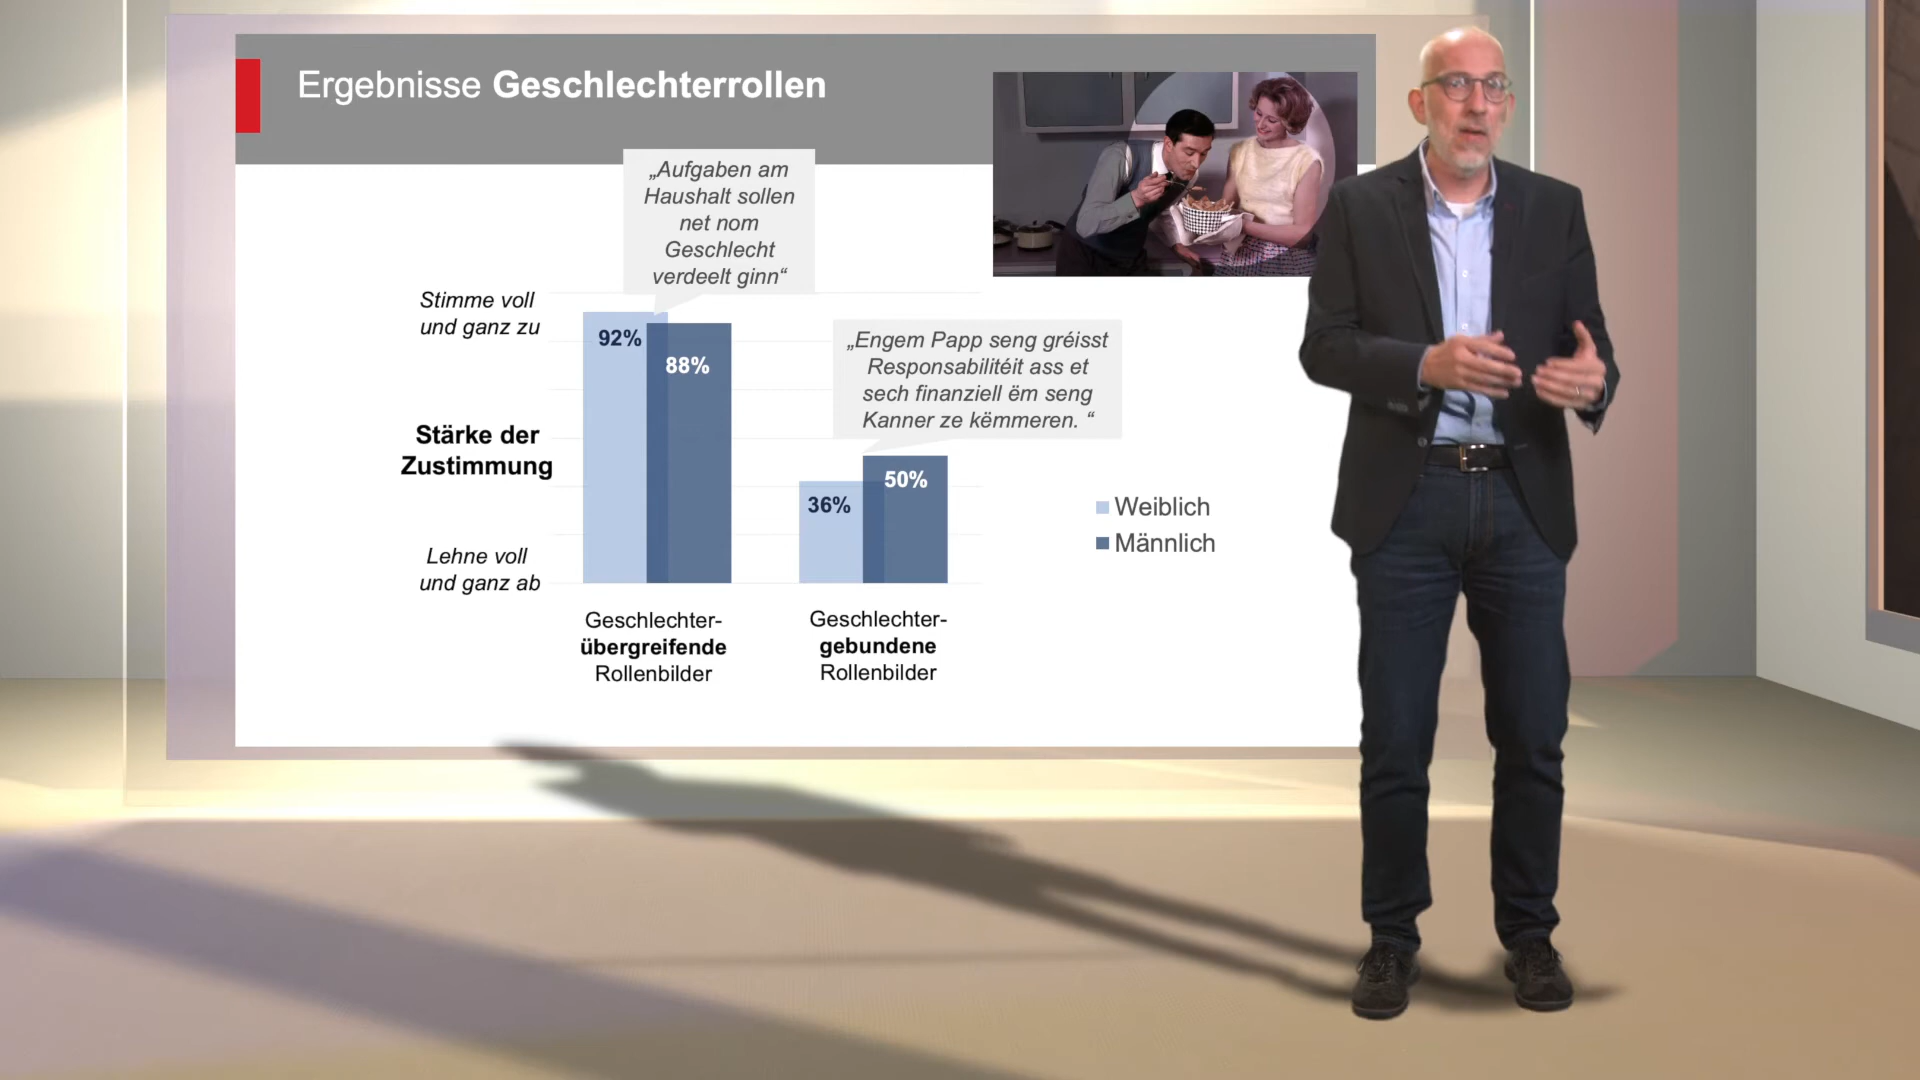 Ergebnisse Geschlechterrollen
„Aufgaben am
Haushalt sollen
net nom
Geschlecht
verdeelt ginn“
Stimme voll
und ganz zu
92%
88%
„Engem Papp seng gréisst
Responsabilitéit ass et
sech finanziell ëm seng
Kanner ze këmmeren. “
Stärke der
Zustimmung
36%
50%
Weiblich
Männlich
Lehne voll
und ganz ab
Geschlechter-
übergreifende
Rollenbilder
Geschlechter-
gebundene
Rollenbilder